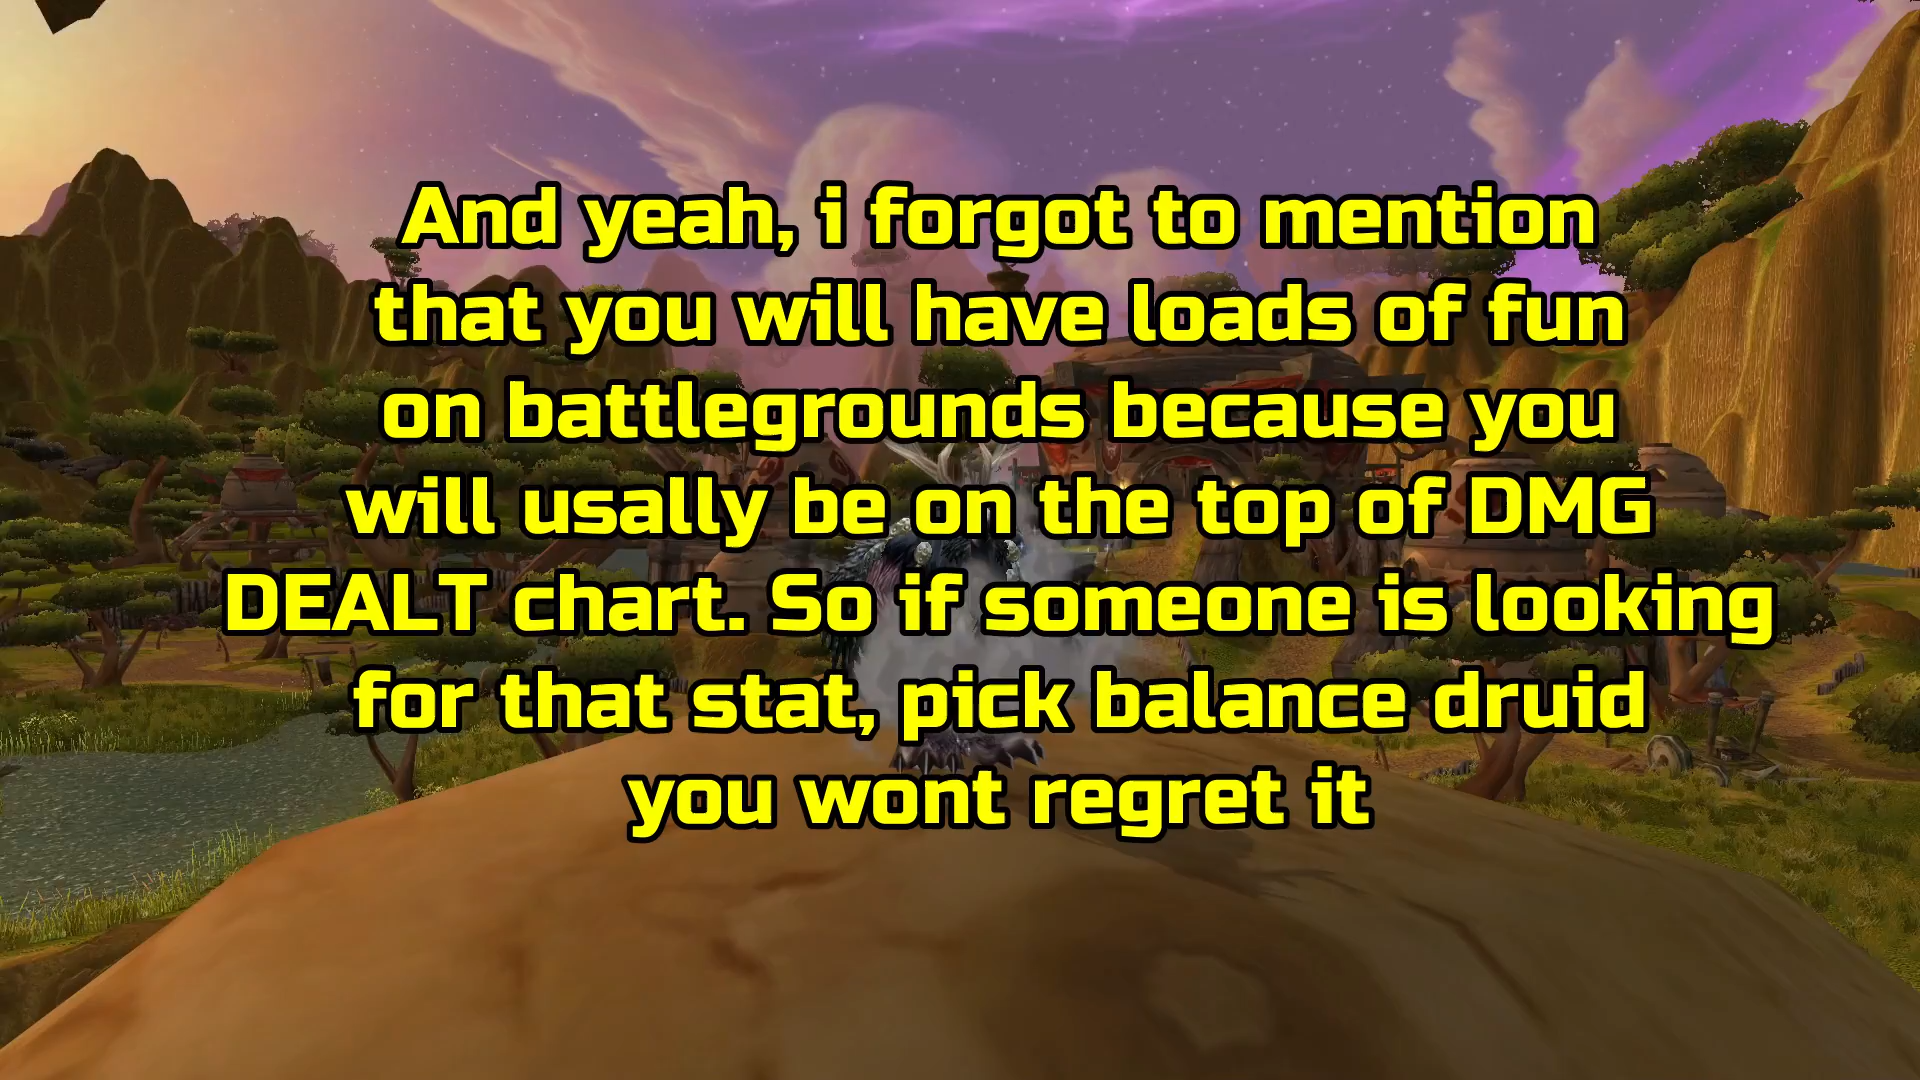 And yeah, i forgot to mention
that you will have loads of fun
on battlegrounds because you
will usally be on the top of DMG
DEALT chart. So if someone is looking
for that stat, pick balance druid
you wont regret it